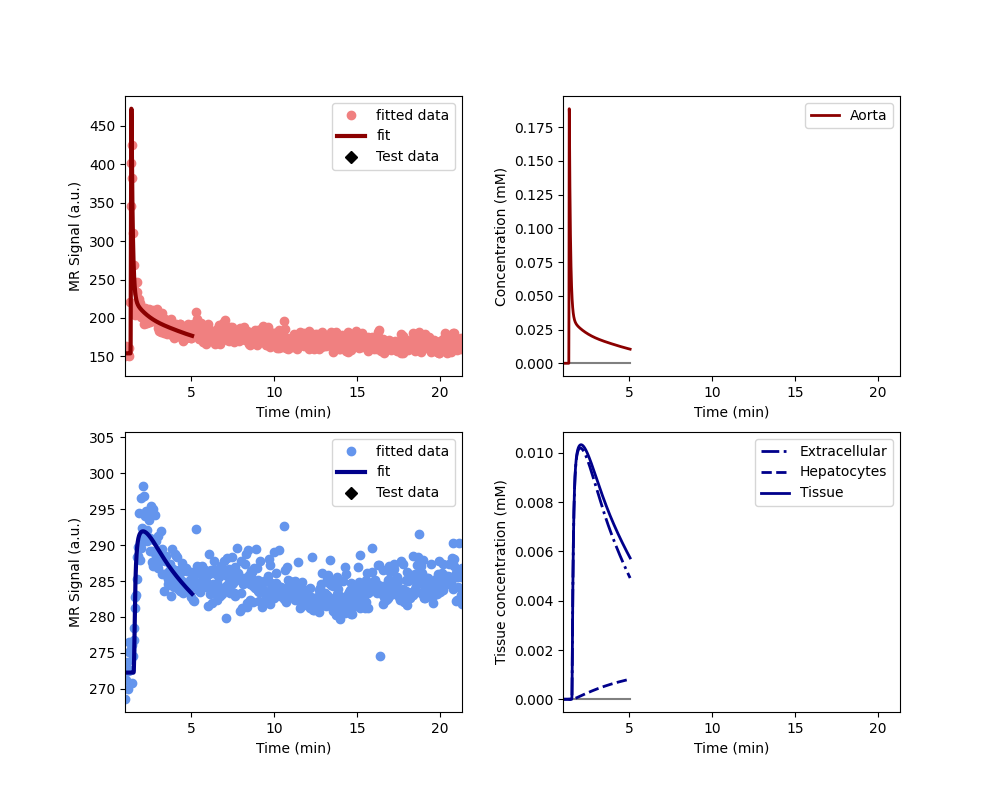 450
400
350
300
250
200
150
MR Signal (a.u.)
5
10
15
20
Time (min)
fitted data
fit
Test data
0.175
0.150
0.125
0.100
0.075
0.050
0.025
0.000
Concentration (mM)
5
10
15
20
Time (min)
Aorta
305
300
295
290
285
280
275
270
MR Signal (a.u.)
5
10
15
20
Time (min)
fitted data
fit
Test data
0.010
0.008
0.006
0.004
0.002
0.000
Tissue concentration (mM)
5
10
15
20
Time (min)
Extracellular
Hepatocytes
Tissue